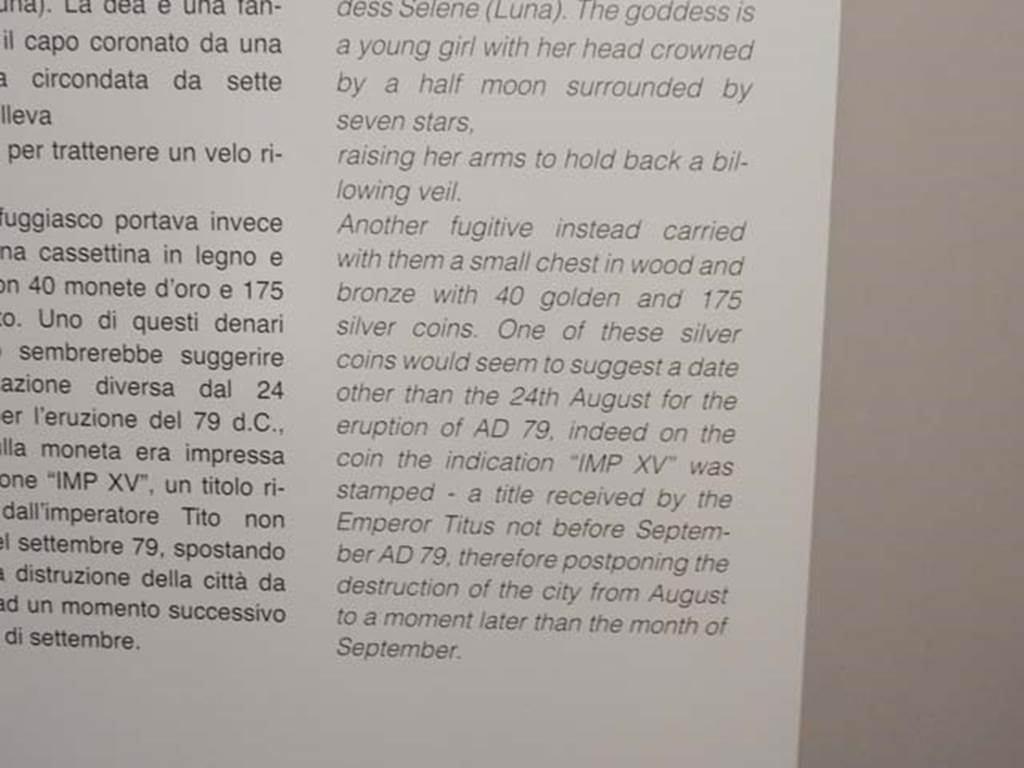 una). La dea è una fan-
il capo coronato da una
a circondata da sette
lleva
per trattenere un velo ri-
fuggiasco portava invece
na cassettina in legno e
on 40 monete d'oro e 175
to. Uno di questi denari
sembrerebbe suggerire
azione diversa dal 24
er l'eruzione del 79 d.C.,
ulla moneta era impressa
one "IMP XV", un titolo ri-
dall'imperatore Tito non
el settembre 79, spostando
a distruzione della città da
ad un momento successivo
di settembre.
dess Selene (Luna). The goddess is
a young girl with her head crowned
by a half moon surrounded by
seven stars,
raising her arms to hold back a bil-
lowing veil.
Another fugitive instead carried
with them a small chest in wood and
bronze with 40 golden and 175
silver coins. One of these silver
coins would seem to suggest a date
other than the 24th August for the
eruption of AD 79, indeed on the
coin the indication "IMP XV" was
stamped - a title received by the
Emperor Titus not before Septem-
ber AD 79, therefore postponing the
destruction of the city from August
to a moment later than the month of
September.